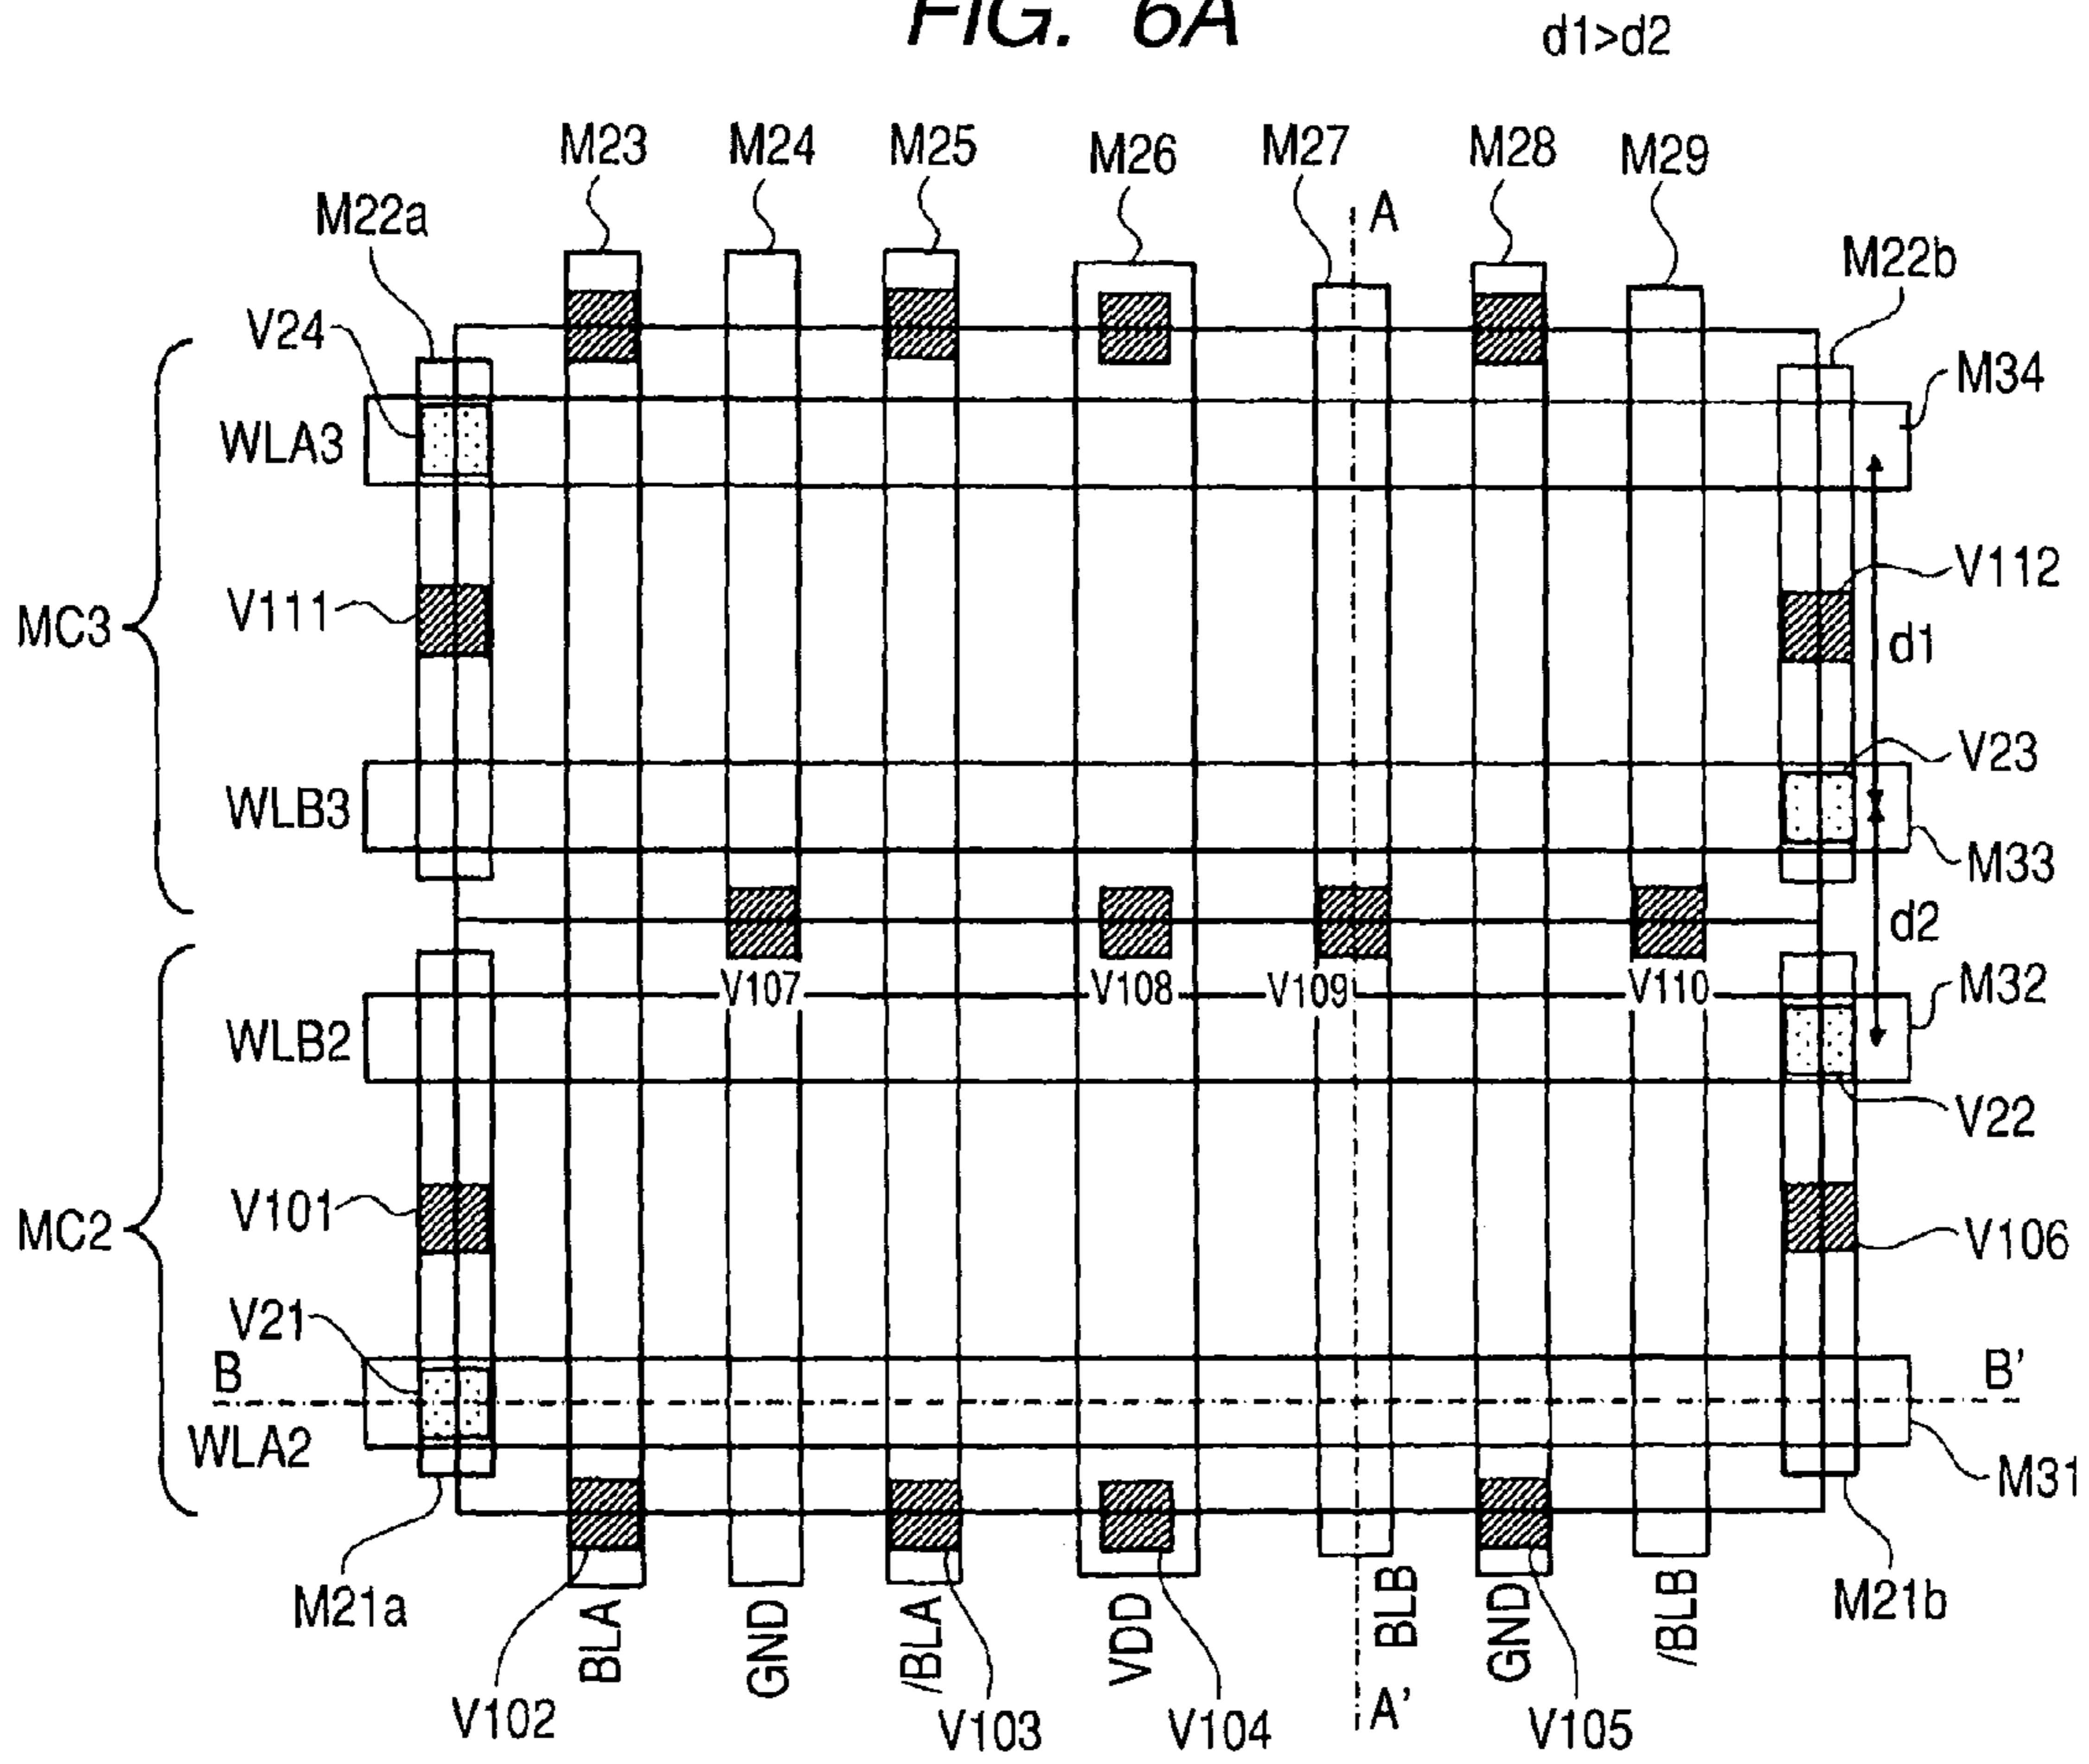 FIG. 6A
d1>d2
M23
M24
M25
M26
M27
M28
M29
A
M22a
M22b
V24
M34
WLA3
V112
V111
MC3
d1
V23
WLB3
M33
d2
V107
V108
V109
V110
M32
WLB2
V22
V101
MC2
V106
V21
B
B'
WLA2
M31
M21a
M21b
BLA
GND
/BLA
VDD
BLB
GND
/BLB
V102
V103
V104
A'
V105